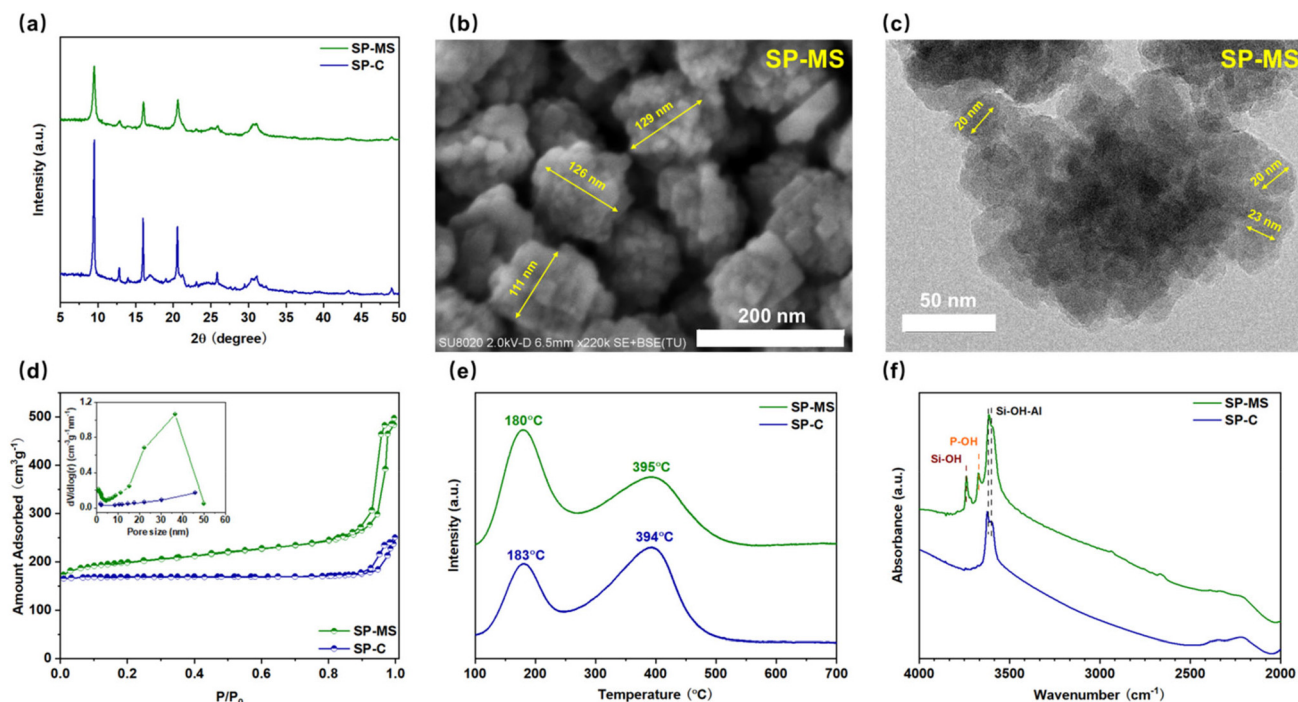 (a)
SP-MS
SP-C
Intensity (a.u.)
5 10 15 20 25 30 35 40 45 50
2θ (degree)
(b)
SP-MS
129 nm
126 nm
111 nm
200 nm
SU8020 2.0kV-D 6.5mm x220k SE+BSE(TU)
(c)
SP-MS
20 nm
20 nm
23 nm
50 nm
(d)
Amount Adsorbed (cm³g⁻¹)
500
400
300
200
100
0
0.0 0.2 0.4 0.6 0.8 1.0
P/P₀
SP-MS
SP-C
dV/dlog(r) (cm³g⁻¹nm⁻¹)
1.2
0.8
0.4
0.0
0 10 20 30 40 50 60
Pore size (nm)
(e)
SP-MS
SP-C
180°C
395°C
183°C
394°C
Intensity (a.u.)
100 200 300 400 500 600 700
Temperature (°C)
(f)
SP-MS
SP-C
Si-OH-Al
P-OH
Si-OH
Absorbance (a.u.)
4000 3500 3000 2500 2000
Wavenumber (cm⁻¹)